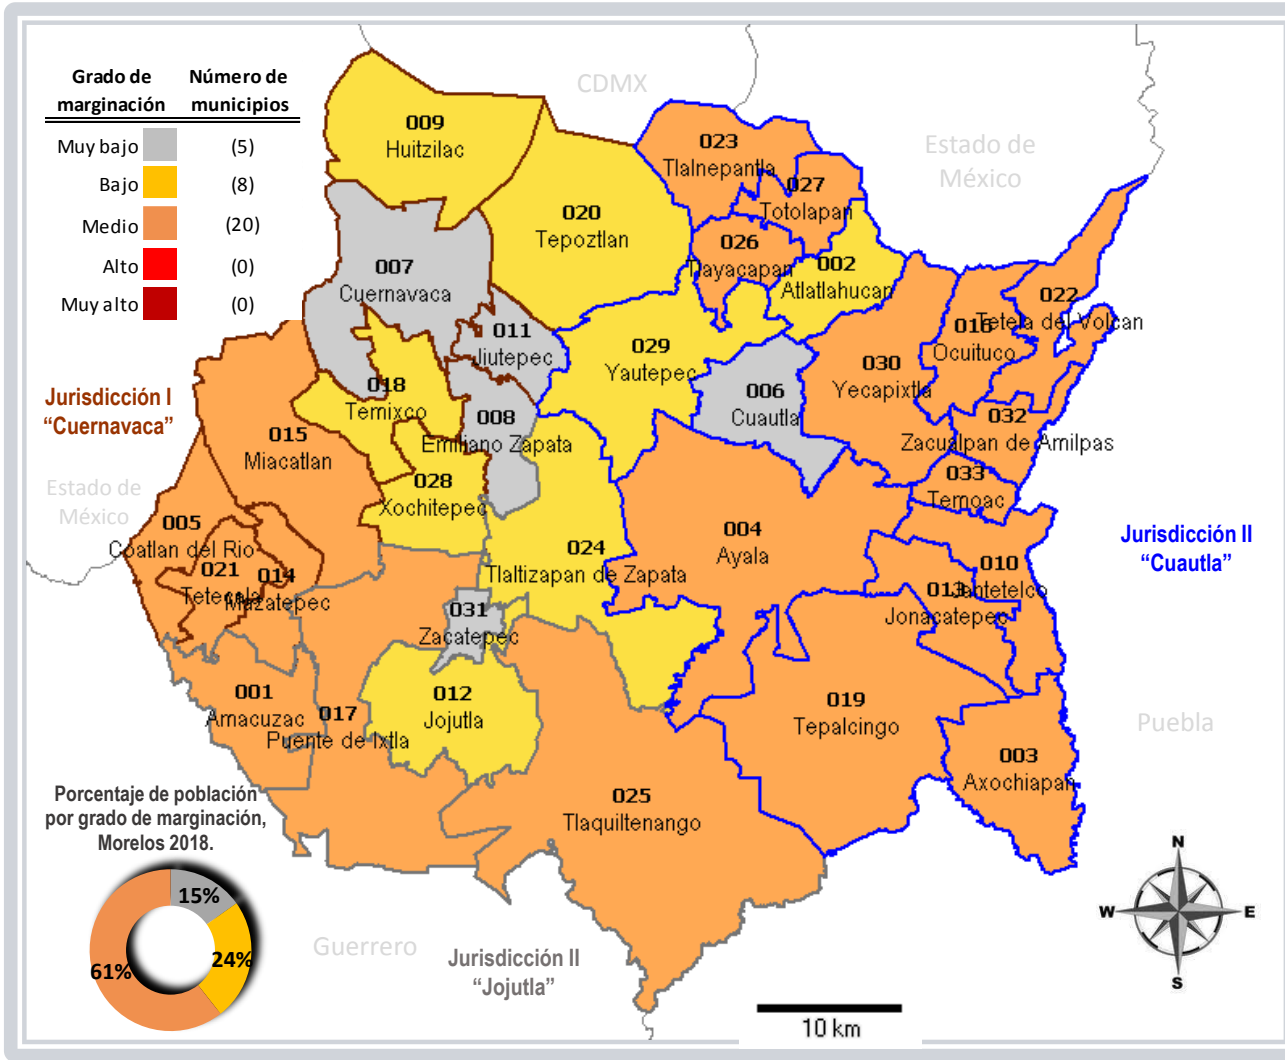 Grado de marginación
Número de municipios
Muy bajo (5)
Bajo (8)
Medio (20)
Alto (0)
Muy alto (0)
CDMX
Estado de
México
009
Huitzilac
020
Tepoztlan
023
Tlalnepantla
027
Totolapan
026
Tlayacapan
002
Atlatlahucan
007
Cuernavaca
011
Jiutepec
029
Yautepec
006
Cuautla
030
Yecapixtla
016
Ocuituco
022
Tetela del Volcan
018
Temixco
008
Emiliano Zapata
032
Zacualpan de Amilpas
033
Temoac
Jurisdicción I
“Cuernavaca”
015
Miacatlan
028
Xochitepec
Estado de
México
005
Coatlan del Rio
021
Tetecala
014
Mazatepec
024
Tlaltizapan de Zapata
004
Ayala
010
Jantetelco
013
Jonacatepec
Jurisdicción II
“Cuautla”
031
Zacatepec
001
Amacuzac
017
Puente de Ixtla
012
Jojutla
019
Tepalcingo
003
Axochiapan
Puebla
025
Tlaquiltenango
Porcentaje de población
por grado de marginación,
Morelos 2018.
15%
24%
61%
Guerrero
Jurisdicción II
“Jojutla”
N
W
E
S
10 km